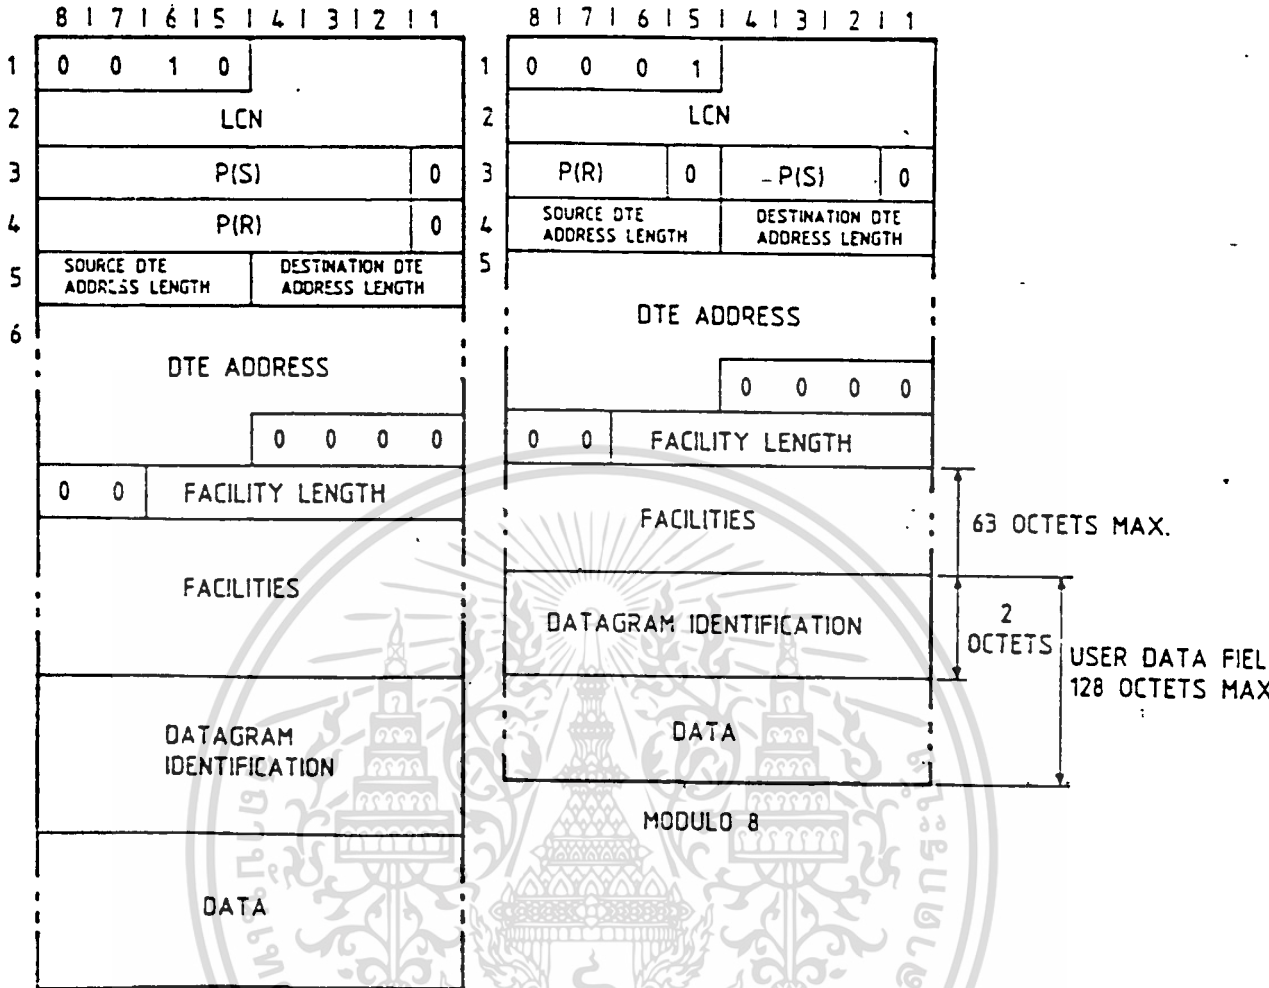 8 7 6 5 4 3 2 1
1 0 0 1 0
2 LCN
3 P(S) 0
4 P(R) 0
5 SOURCE DTE
ADDRESS LENGTH
DESTINATION DTE
ADDRESS LENGTH
6
DTE ADDRESS
0 0 0 0
0 0 FACILITY LENGTH
FACILITIES
DATAGRAM
IDENTIFICATION
DATA
8 7 6 5 4 3 2 1
1 0 0 0 1
2 LCN
3 P(R) 0 P(S) 0
4 SOURCE DTE
ADDRESS LENGTH
DESTINATION DTE
ADDRESS LENGTH
5
DTE ADDRESS
0 0 0 0
0 0 FACILITY LENGTH
FACILITIES
63 OCTETS MAX.
DATAGRAM IDENTIFICATION
2
OCTETS
USER DATA FIEL
128 OCTETS MAX
DATA
MODULO 8